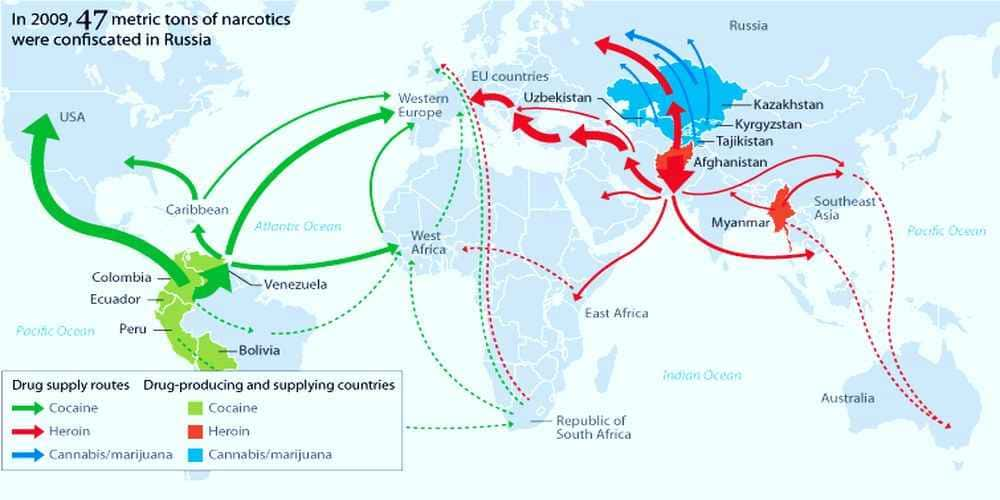 In 2009, 47 metric tons of narcotics
were confiscated in Russia
Russia
EU countries
USA
Western
Europe
Uzbekistan
Kazakhstan
Kyrgyzstan
Tajikistan
Afghanistan
Caribbean
Atlantic Ocean
West
Africa
Myanmar
Southeast
Asia
Pacific Ocean
Colombia
Venezuela
Ecuador
East Africa
Peru
Pacific Ocean
Bolivia
Indian Ocean
Australia
Republic of
South Africa
Drug supply routes
Drug-producing and supplying countries
Cocaine
Cocaine
Heroin
Heroin
Cannabis/marijuana
Cannabis/marijuana